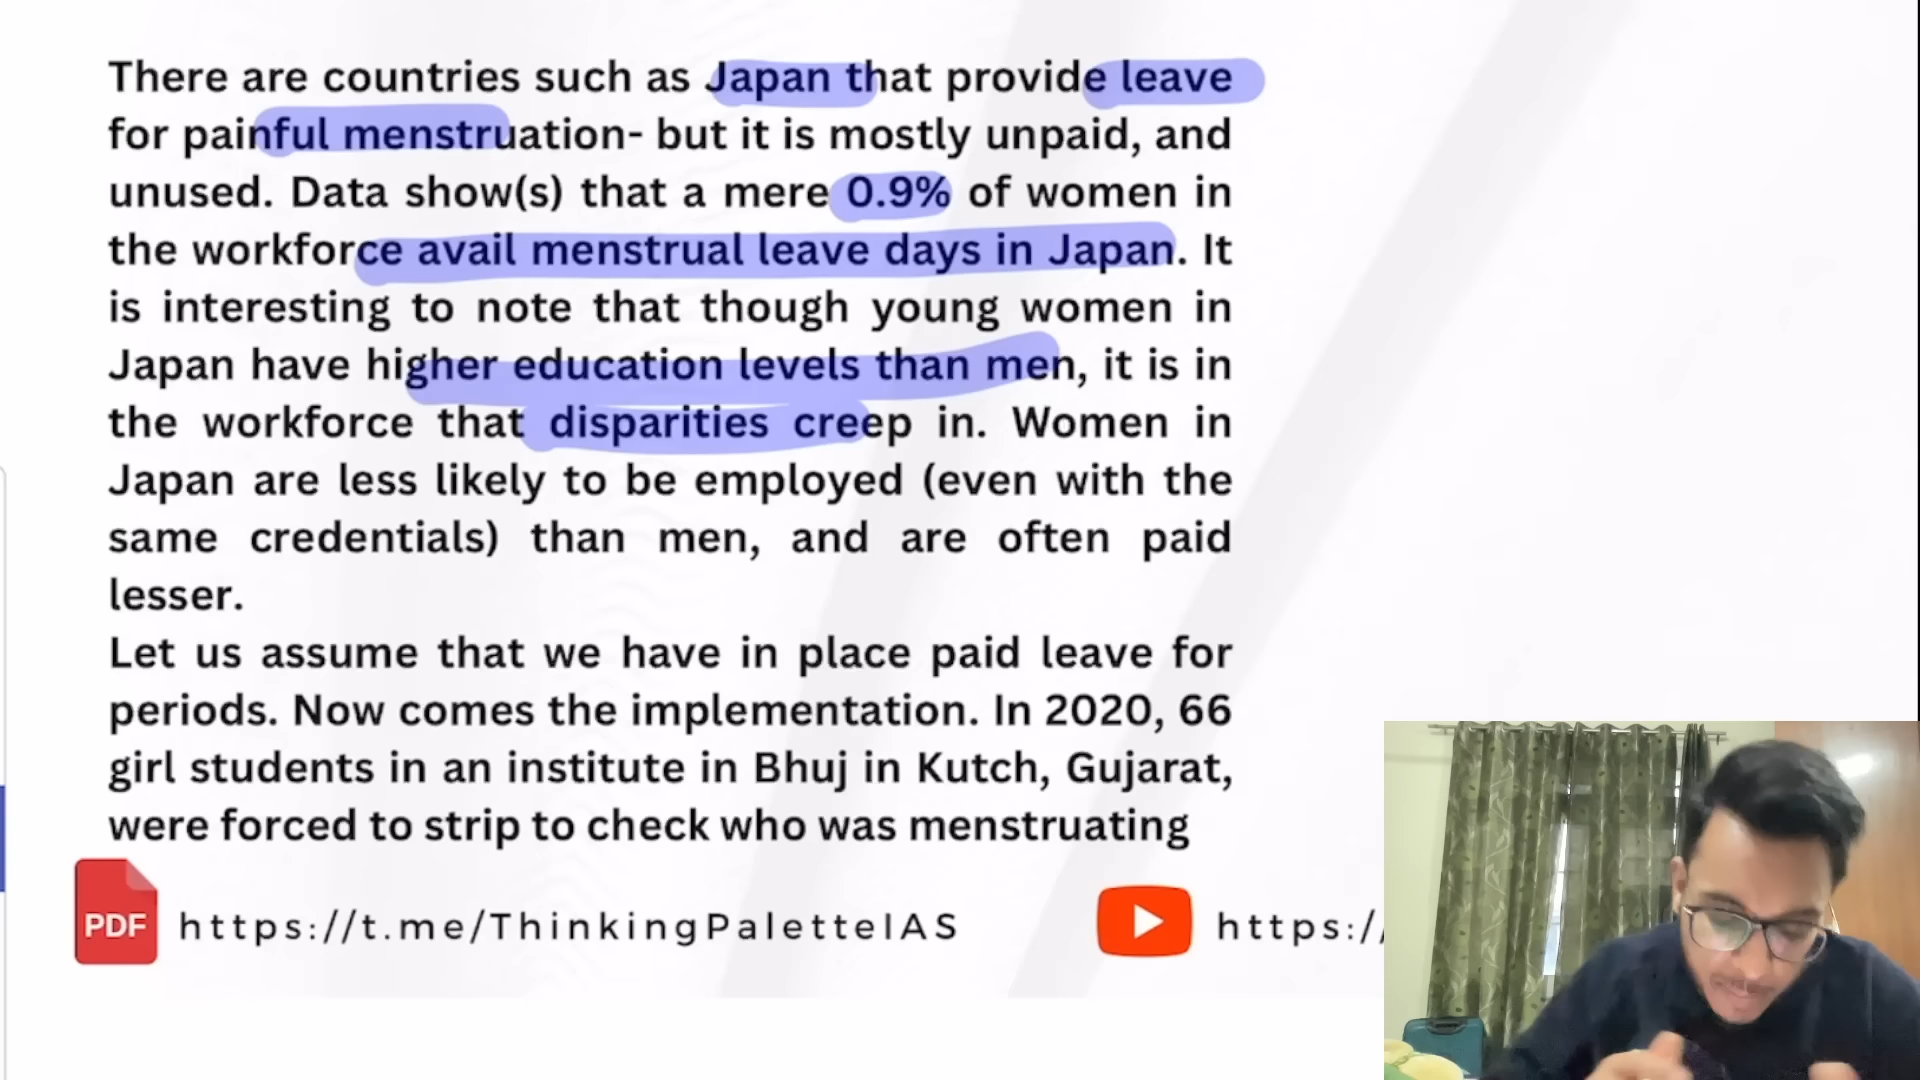 There are countries such as Japan that provide leave
for painful menstruation- but it is mostly unpaid, and
unused. Data show(s) that a mere 0.9% of women in
the workforce avail menstrual leave days in Japan. It
is interesting to note that though young women in
Japan have higher education levels than men, it is in
the workforce that disparities creep in. Women in
Japan are less likely to be employed (even with the
same credentials) than men, and are often paid
lesser.
Let us assume that we have in place paid leave for
periods. Now comes the implementation. In 2020, 66
girl students in an institute in Bhuj in Kutch, Gujarat,
were forced to strip to check who was menstruating
PDF https://t.me/ThinkingPaletteIAS https:/